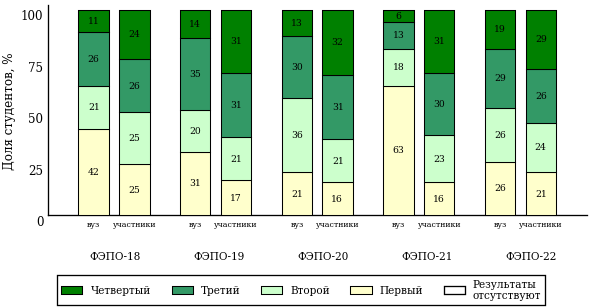 Доля студентов, %
100
75
50
25
0
11 24 14 31 13 32 6 31 19 29
26 26 35 31 30 31 13 30 29 26
21 25 20 21 36 21 18 23 26 24
42 25 31 17 21 16 63 16 26 21
вуз участники вуз участники вуз участники вуз участники вуз участники
ФЭПО-18 ФЭПО-19 ФЭПО-20 ФЭПО-21 ФЭПО-22
Четвертый Третий Второй Первый Результаты
отсутствуют